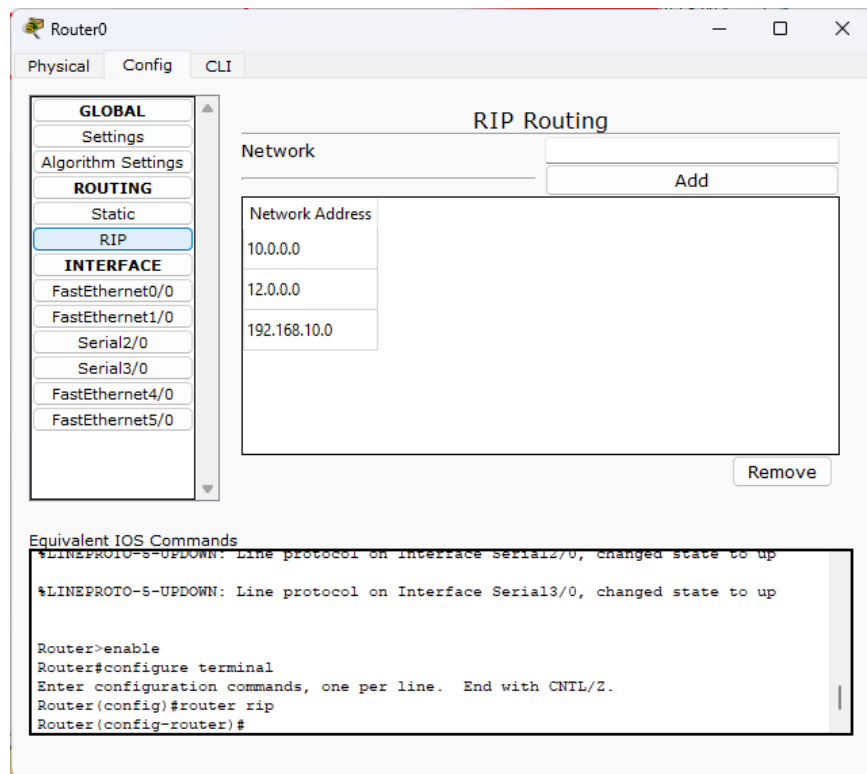 Router0
Physical Config CLI
GLOBAL
Settings
Algorithm Settings
ROUTING
Static
RIP
INTERFACE
FastEthernet0/0
FastEthernet1/0
Serial2/0
Serial3/0
FastEthernet4/0
FastEthernet5/0
RIP Routing
Network
Add
Network Address
10.0.0.0
12.0.0.0
192.168.10.0
Remove
Equivalent IOS Commands
%LINEPROTO-5-UPDOWN: Line protocol on Interface Serial2/0, changed state to up
%LINEPROTO-5-UPDOWN: Line protocol on Interface Serial3/0, changed state to up
Router>enable
Router#configure terminal
Enter configuration commands, one per line.  End with CNTL/Z.
Router(config)#router rip
Router(config-router)#